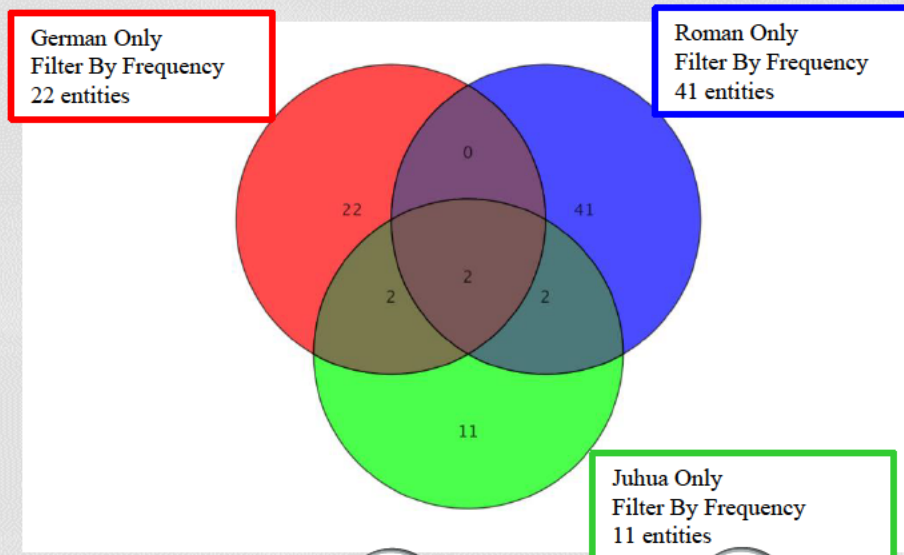 German Only
Filter By Frequency
22 entities
Roman Only
Filter By Frequency
41 entities
0
22
41
2
2
2
11
Juhua Only
Filter By Frequency
11 entities